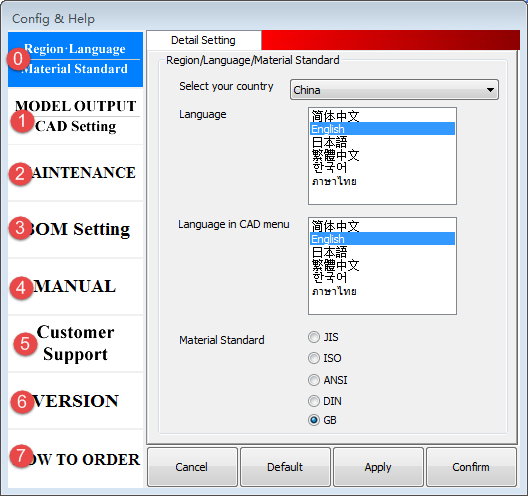 Config & Help
0
Region·Language
Material Standard
1
MODEL OUTPUT
CAD Setting
2
AINTENANCE
3
BOM Setting
4
MANUAL
5
Customer
Support
6
VERSION
7
OW TO ORDER
Detail Setting
Region/Language/Material Standard
Select your country
China
Language
简体中文
English
日本語
繁體中文
한국어
ภาษาไทย
Language in CAD menu
简体中文
English
日本語
繁體中文
한국어
ภาษาไทย
Material Standard
JIS
ISO
ANSI
DIN
GB
Cancel
Default
Apply
Confirm